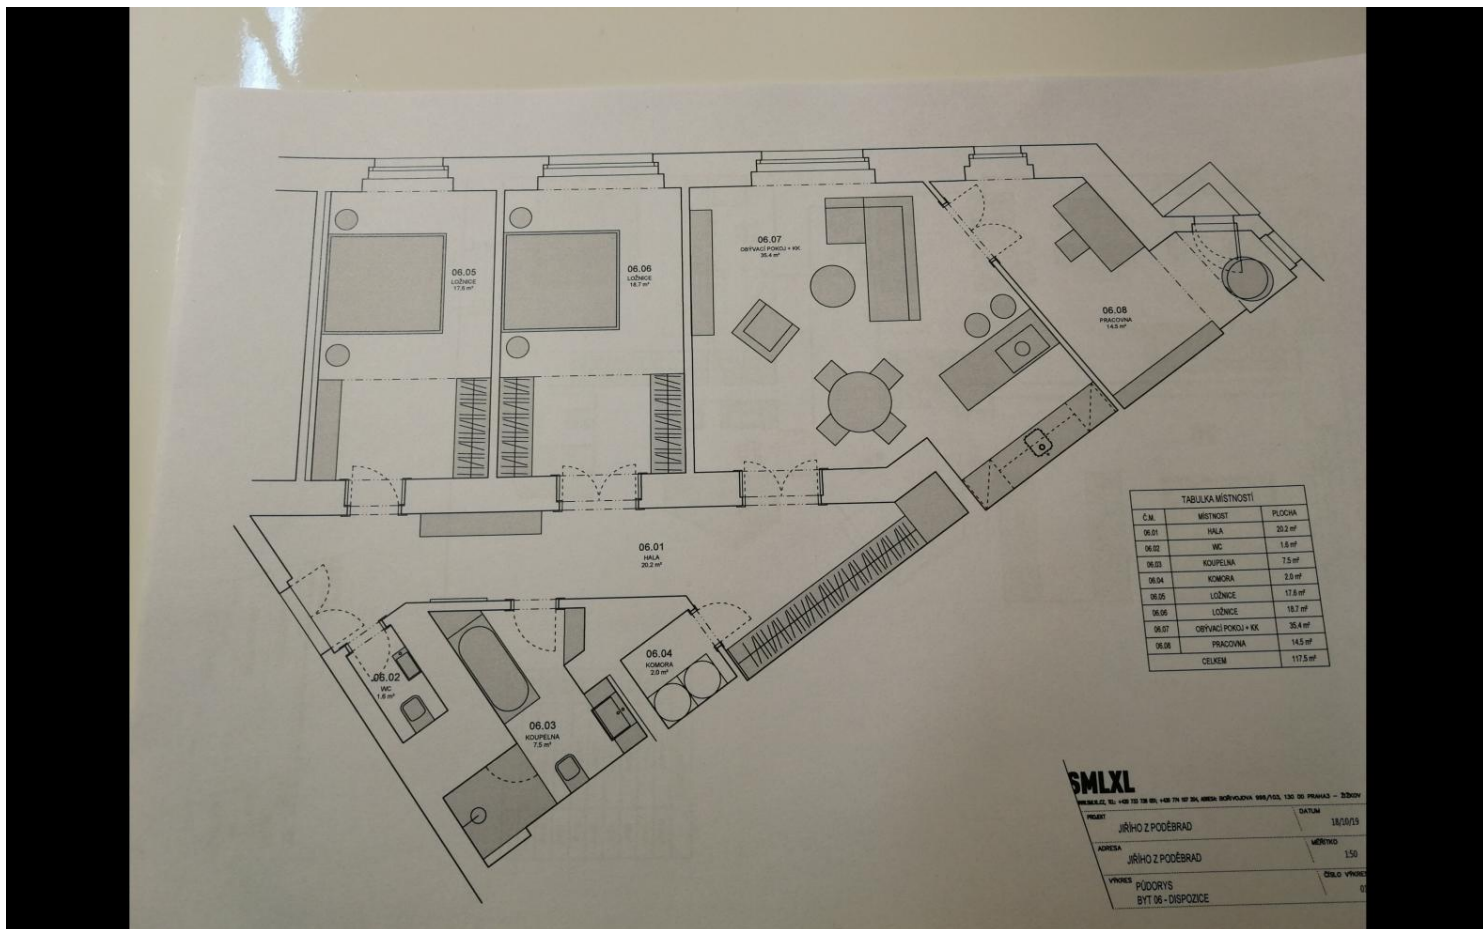 06.05
LOŽNICE
17,6 m²
06.06
LOŽNICE
18,7 m²
06.07
OBÝVACÍ POKOJ + KK
35,4 m²
06.08
PRACOVNA
14,5 m²
06.01
HALA
20,2 m²
06.02
WC
1,6 m²
06.03
KOUPELNA
7,5 m²
06.04
KOMORA
2,0 m²
TABULKA MÍSTNOSTÍ
Č.M. MÍSTNOST PLOCHA
06.01 HALA 20,2 m²
06.02 WC 1,6 m²
06.03 KOUPELNA 7,5 m²
06.04 KOMORA 2,0 m²
06.05 LOŽNICE 17,6 m²
06.06 LOŽNICE 18,7 m²
06.07 OBÝVACÍ POKOJ + KK 35,4 m²
06.08 PRACOVNA 14,5 m²
CELKEM 117,5 m²
SMLXL
130 00 PRAHA3 – ŽIŽKOV
PROJEKT DATUM
JIŘÍHO Z PODĚBRAD 18/10/19
ADRESA MĚŘÍTKO
JIŘÍHO Z PODĚBRAD 1:50
VÝKRES ČÍSLO
PŮDORYS
BYT 06 - DISPOZICE